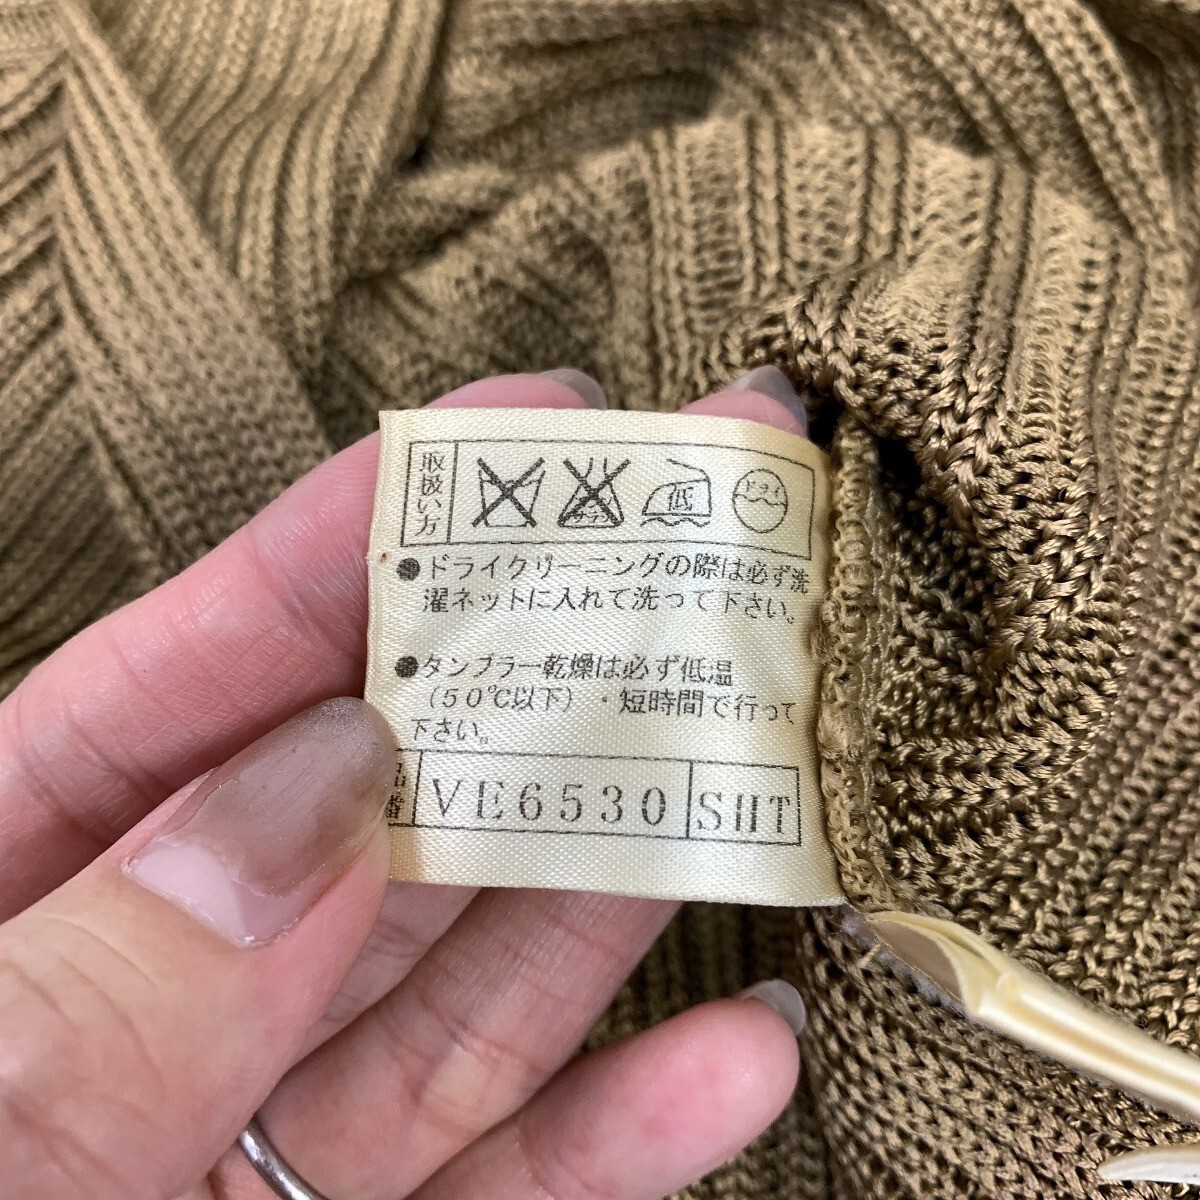 取扱い方
低
ドライ
●ドライクリーニングの際は必ず洗
濯ネットに入れて洗って下さい。
●タンブラー乾燥は必ず低温
(50℃以下)・短時間で行って
下さい。
VE6530 SHT